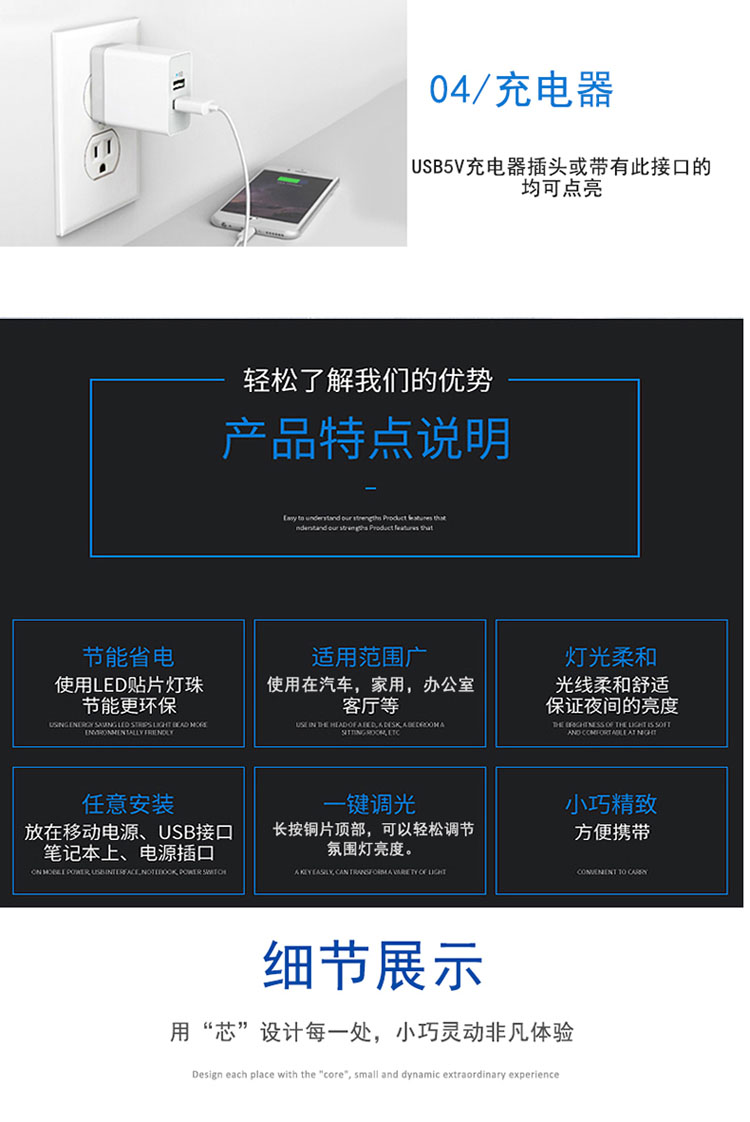 04/充电器
USB5V充电器插头或带有此接口的
均可点亮
轻松了解我们的优势
产品特点说明
Easy to understand our strengths Product features that
nderstand our strengths Product features that
节能省电
使用LED贴片灯珠
节能更环保
USING ENERGY SAVING LED STRIPS LIGHT BEAD MORE
ENVIRONMENTALLY FRIENDLY
适用范围广
使用在汽车，家用，办公室
客厅等
USE IN THE HEAD OF A BED, A DESK, A BEDROOM A
SITTING ROOM, ETC
灯光柔和
光线柔和舒适
保证夜间的亮度
THE BRIGHTNESS OF THE LIGHT IS SOFT
AND COMFORTABLE AT NIGHT
任意安装
放在移动电源、USB接口
笔记本上、电源插口
ON MOBILE POWER, USB INTERFACE, NOTEBOOK, POWER SWITCH
一键调光
长按铜片顶部，可以轻松调节
氛围灯亮度。
A KEY EASILY, CAN TRANSFORM A VARIETY OF LIGHT
小巧精致
方便携带
CONVENIENT TO CARRY
细节展示
用“芯”设计每一处，小巧灵动非凡体验
Design each place with the "core", small and dynamic extraordinary experience